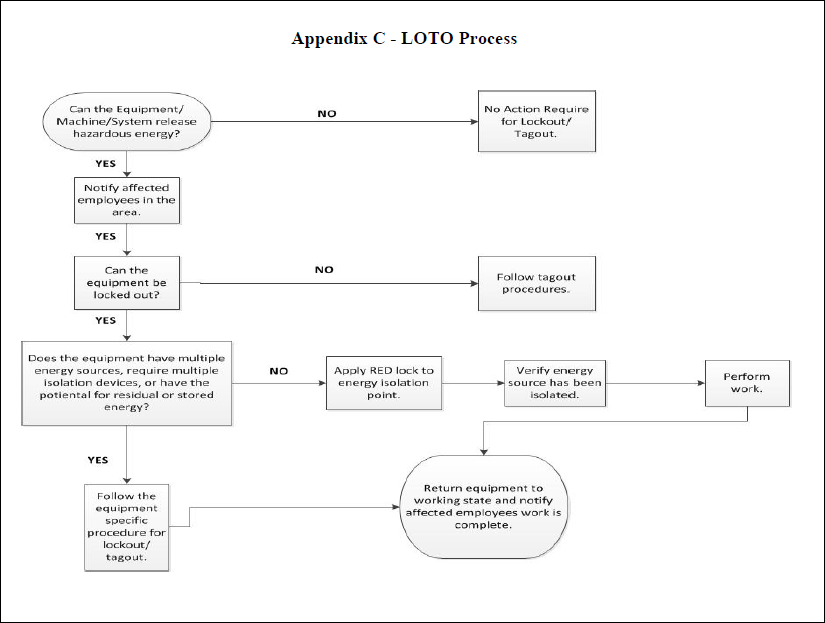 Appendix C - LOTO Process
Can the Equipment/
Machine/System release
hazardous energy?
NO
No Action Require
for Lockout/
Tagout.
YES
Notify affected
employees in the
area.
YES
Can the
equipment be
locked out?
NO
Follow tagout
procedures.
YES
Does the equipment have multiple
energy sources, require multiple
isolation devices, or have the
potiential for residual or stored
energy?
NO
Apply RED lock to
energy isolation
point.
Verify energy
source has been
isolated.
Perform
work.
YES
Follow the
equipment
specific
procedure for
lockout/
tagout.
Return equipment to
working state and notify
affected employees work is
complete.